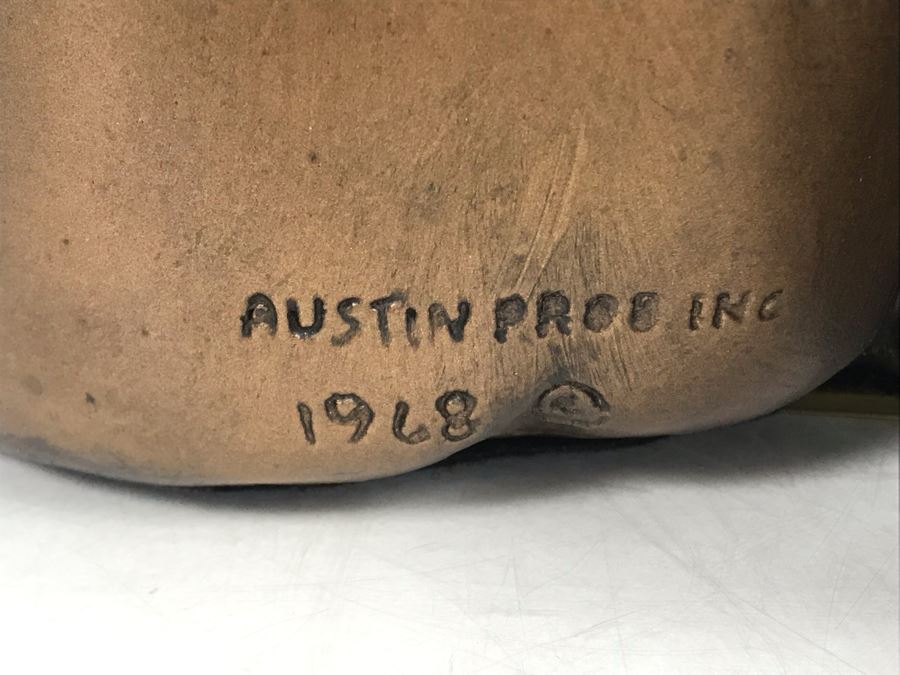 AUSTIN PROD INC
1968 ©